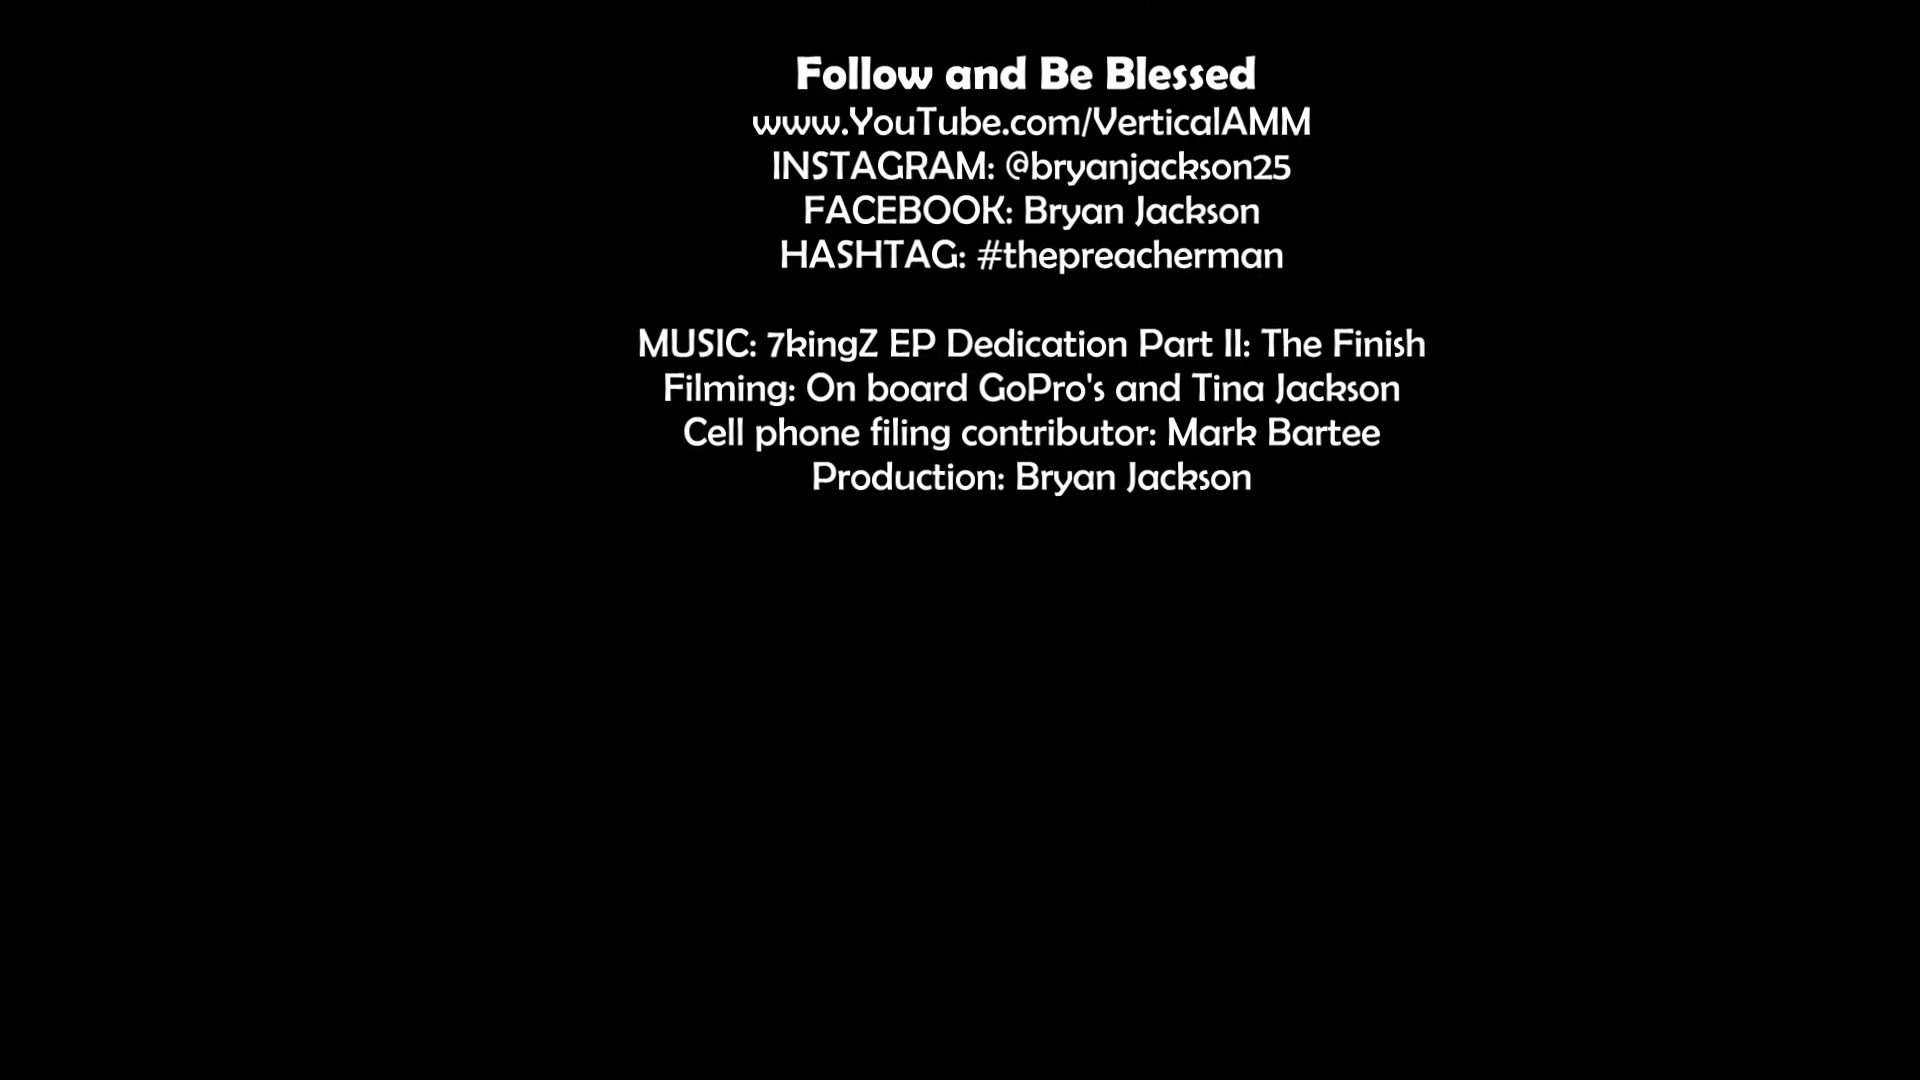 Follow and Be Blessed
www.YouTube.com/VerticalAMM
INSTAGRAM: @bryanjackson25
FACEBOOK: Bryan Jackson
HASHTAG: #thepreacherman
MUSIC: 7kingZ EP Dedication Part II: The Finish
Filming: On board GoPro's and Tina Jackson
Cell phone filing contributor: Mark Bartee
Production: Bryan Jackson